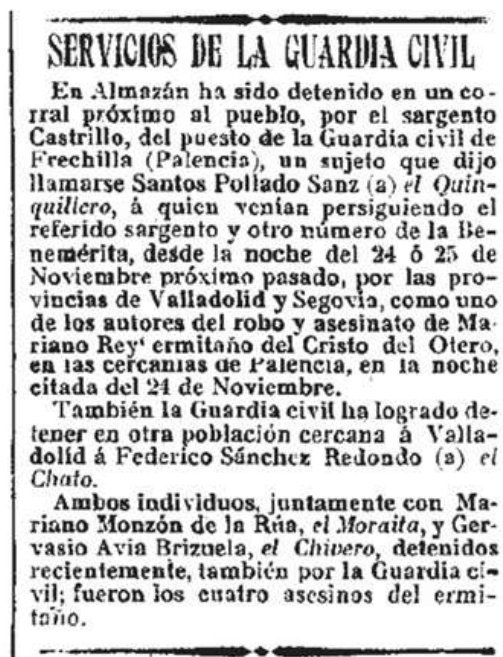 SERVICIOS DE LA GUARDIA CIVIL
En Almazán ha sido detenido en un co-
rral próximo al pueblo, por el sargento
Castrillo, del puesto de la Guardia civil de
Frechilla (Palencia), un sujeto que dijo
llamarse Santos Pollado Sanz (a) el Quin-
quillero, á quien venían persiguiendo el
referido sargento y otro número de la Be-
nemérita, desde la noche del 24 ó 25 de
Noviembre próximo pasado, por las pro-
vincias de Valladolid y Segovia, como uno
de los autores del robo y asesinato de Ma-
riano Rey' ermitaño del Cristo del Otero,
en las cercanías de Palencia, en la noche
citada del 24 de Noviembre.
También la Guardia civil ha logrado de-
tener en otra población cercana á Valla-
dolid á Federico Sánchez Redondo (a) el
Chato.
Ambos individuos, juntamente con Ma-
riano Monzón de la Rúa, el Moraita, y Ger-
vasio Avia Brizuela, el Chivero, detenidos
recientemente, también por la Guardia ci-
vil; fueron los cuatro asesinos del ermi-
taño.